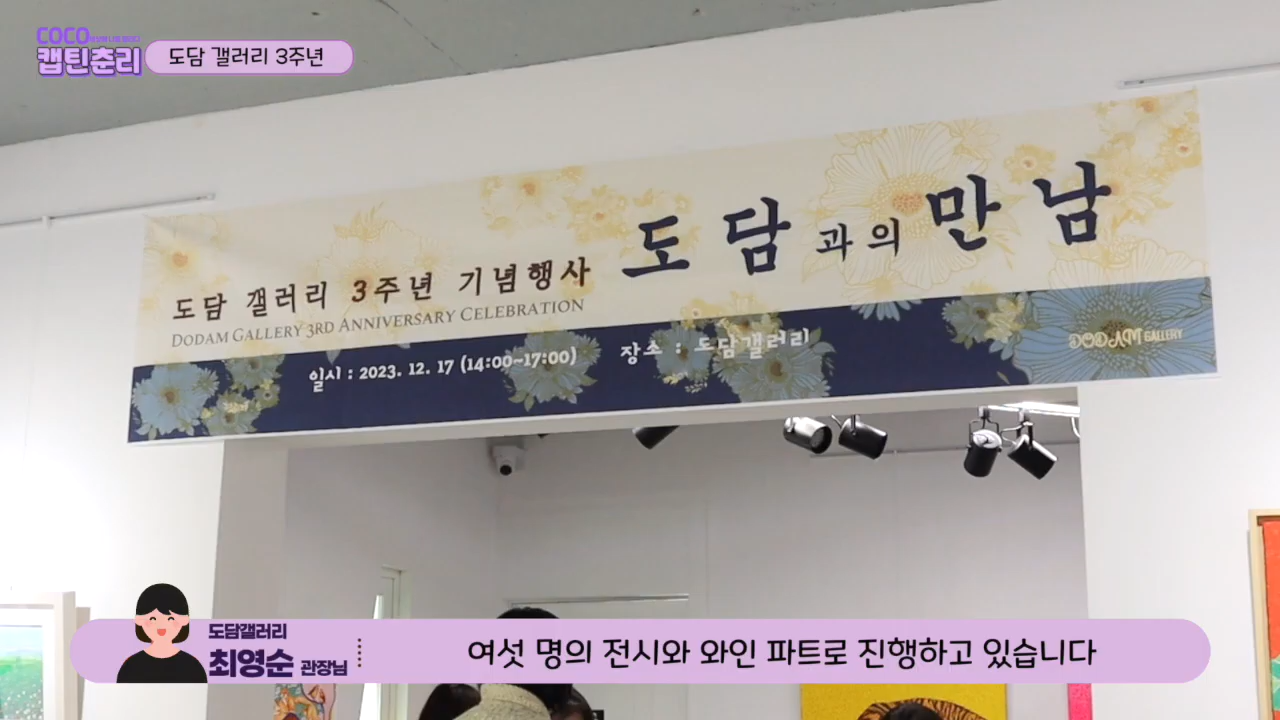 COCO
캡틴춘리
도담 갤러리 3주년
도담 갤러리 3주년 기념행사
도담과의 만남
DODAM GALLERY 3RD ANNIVERSARY CELEBRATION
일시 : 2023. 12. 17 (14:00~17:00)
장소 : 도담갤러리
DODAM GALLERY
도담갤러리
최영순 관장님
여섯 명의 전시와 와인 파트로 진행하고 있습니다